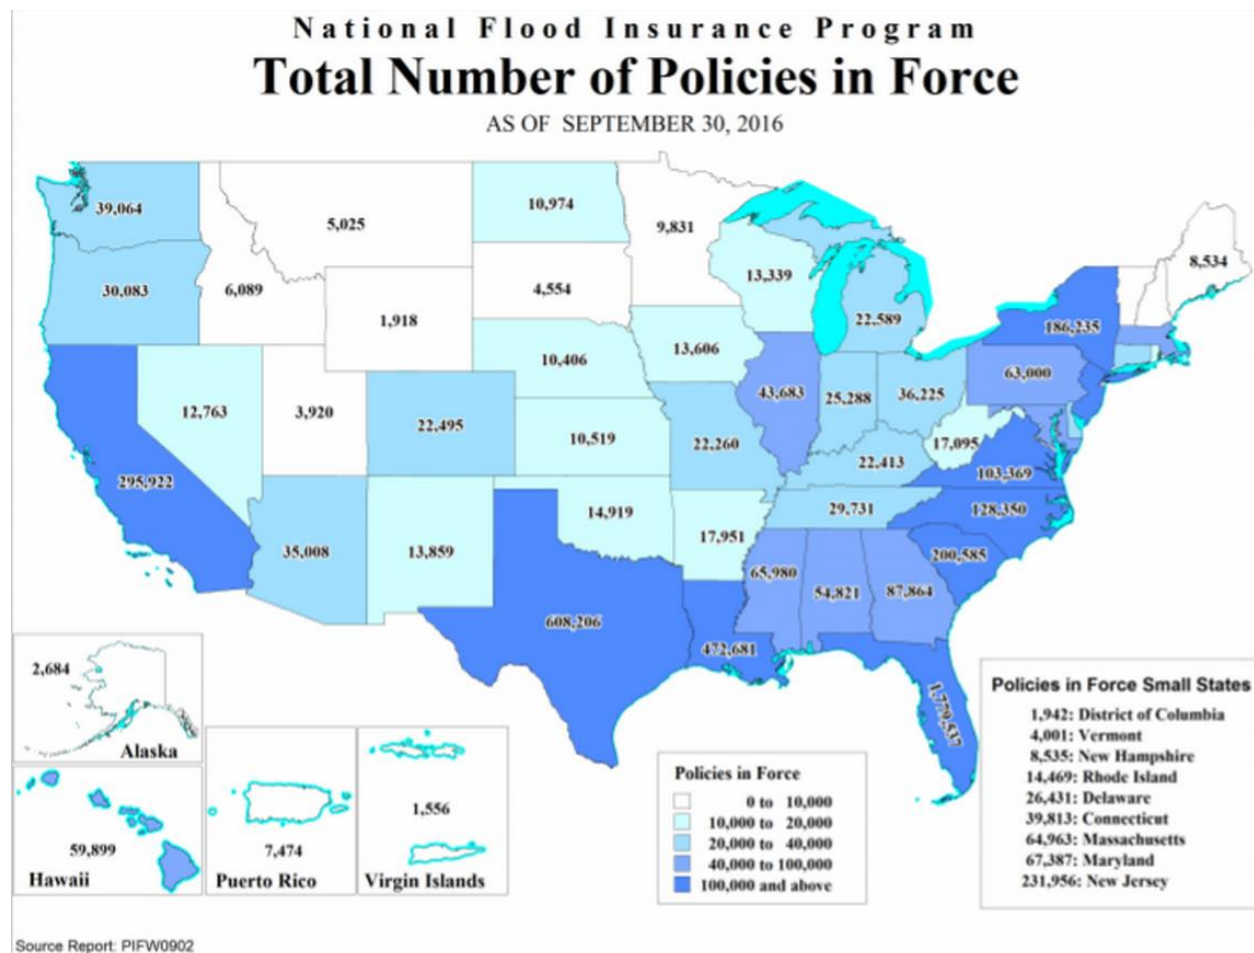 National Flood Insurance Program
Total Number of Policies in Force
AS OF SEPTEMBER 30, 2016
39,064
5,025
10,974
9,831
8,534
30,083
6,089
1,918
4,554
13,339
22,589
186,235
12,763
3,920
22,495
10,406
13,606
43,683
25,288
36,225
63,000
295,922
10,519
22,260
22,413
17,095
103,369
35,008
13,859
14,919
17,951
29,731
128,350
200,585
608,206
472,681
65,980
54,821
87,864
1,779,537
2,684
Alaska
59,899
Hawaii
7,474
Puerto Rico
1,556
Virgin Islands
Policies in Force
0 to 10,000
10,000 to 20,000
20,000 to 40,000
40,000 to 100,000
100,000 and above
Policies in Force Small States
1,942: District of Columbia
4,001: Vermont
8,535: New Hampshire
14,469: Rhode Island
26,431: Delaware
39,813: Connecticut
64,963: Massachusetts
67,387: Maryland
231,956: New Jersey
Source Report: PIFW0902